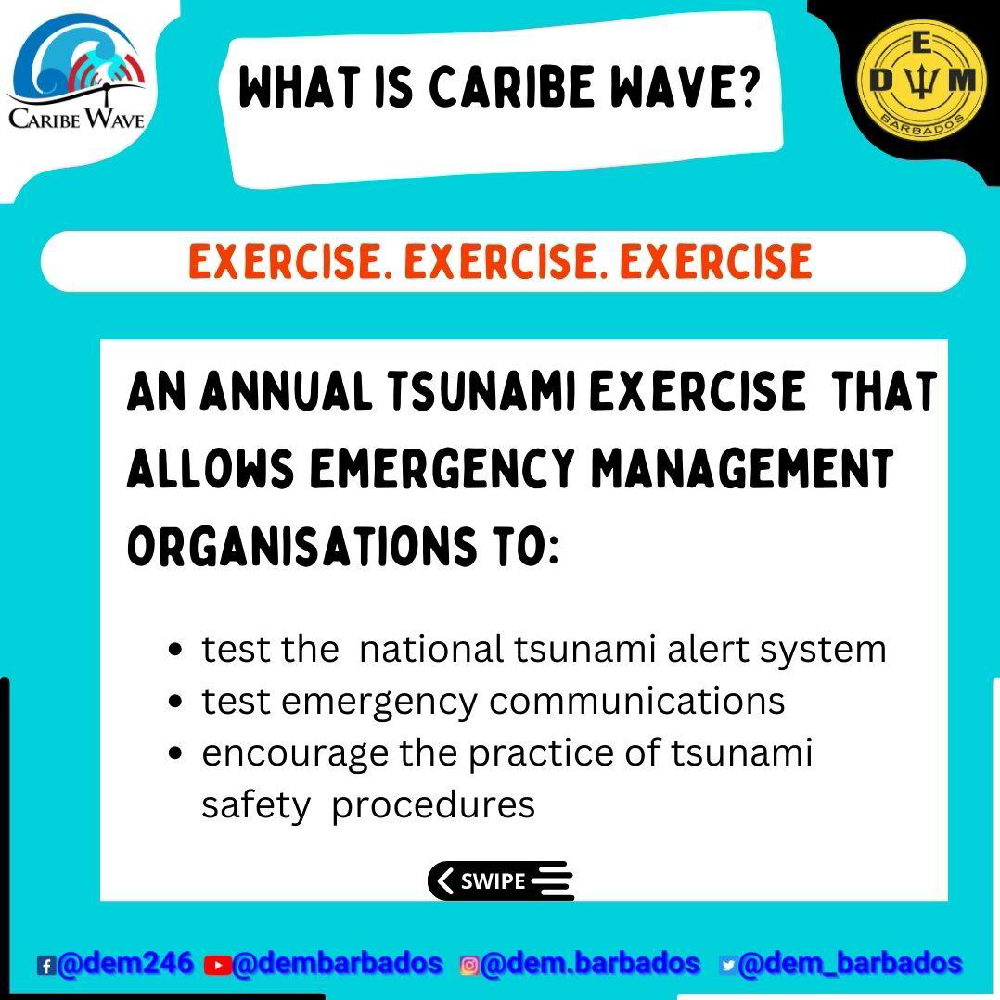 CARIBE WAVE
WHAT IS CARIBE WAVE?
E
D M
BARBADOS
EXERCISE. EXERCISE. EXERCISE
AN ANNUAL TSUNAMI EXERCISE THAT
ALLOWS EMERGENCY MANAGEMENT
ORGANISATIONS TO:
• test the national tsunami alert system
• test emergency communications
• encourage the practice of tsunami
safety procedures
SWIPE
@dem246 @dembarbados @dem.barbados @dem_barbados